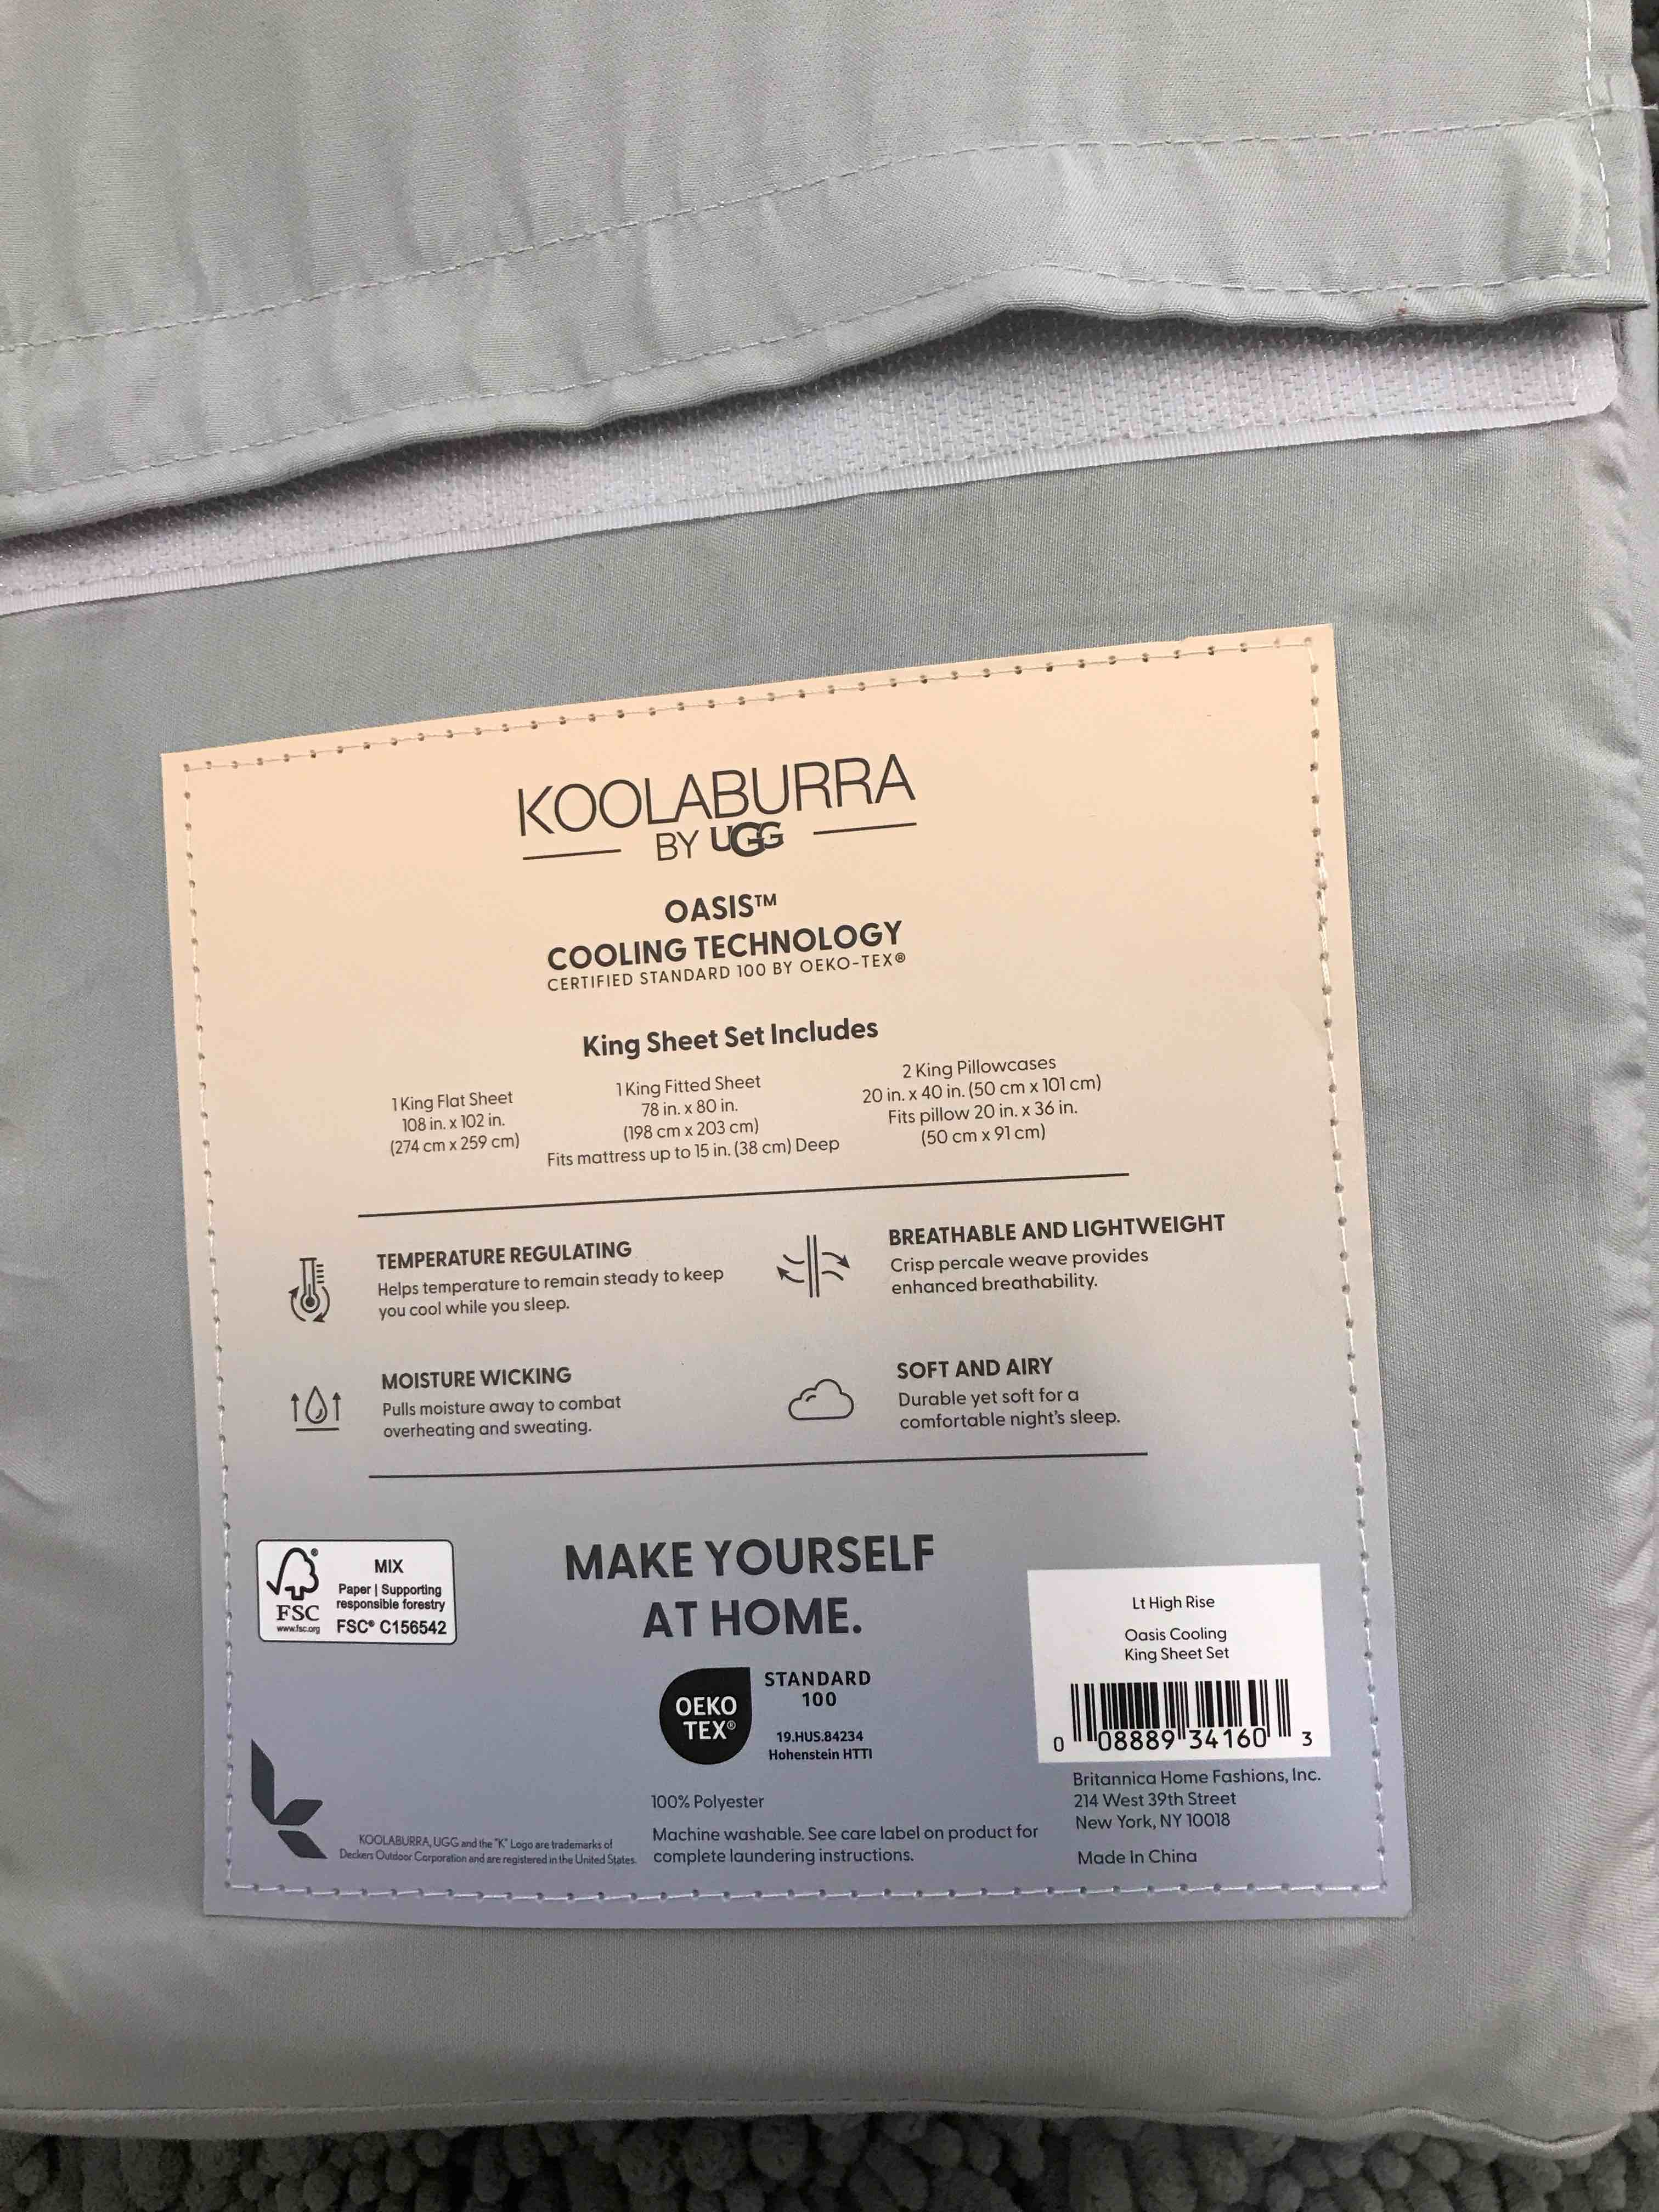 KOOLABURRA
BY UGG
OASIS™
COOLING TECHNOLOGY
CERTIFIED STANDARD 100 BY OEKO-TEX®
King Sheet Set Includes
1 King Flat Sheet
108 in. x 102 in.
(274 cm x 259 cm)
1 King Fitted Sheet
78 in. x 80 in.
(198 cm x 203 cm)
Fits mattress up to 15 in. (38 cm) Deep
2 King Pillowcases
20 in. x 40 in. (50 cm x 101 cm)
Fits pillow 20 in. x 36 in.
(50 cm x 91 cm)
TEMPERATURE REGULATING
Helps temperature to remain steady to keep
you cool while you sleep.
BREATHABLE AND LIGHTWEIGHT
Crisp percale weave provides
enhanced breathability.
MOISTURE WICKING
Pulls moisture away to combat
overheating and sweating.
SOFT AND AIRY
Durable yet soft for a
comfortable night's sleep.
FSC
www.fsc.org
MIX
Paper | Supporting
responsible forestry
FSC® C156542
MAKE YOURSELF
AT HOME.
OEKO
TEX®
STANDARD
100
19.HUS.84234
Hohenstein HTTI
Lt High Rise
Oasis Cooling
King Sheet Set
0 08889 34160 3
Britannica Home Fashions, Inc.
214 West 39th Street
New York, NY 10018
Made In China
100% Polyester
Machine washable. See care label on product for
complete laundering instructions.
KOOLABURRA, UGG and the "K" Logo are trademarks of
Deckers Outdoor Corporation and are registered in the United States.